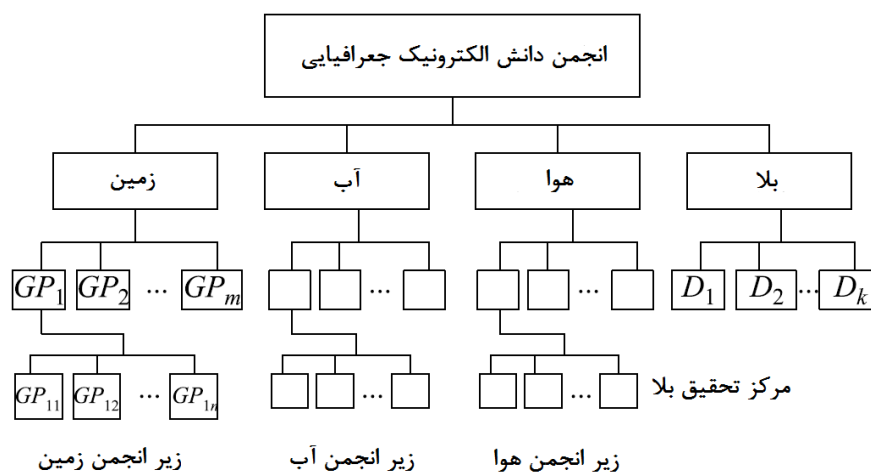 انجمن دانش الکترونیک جعرافیایی
بلا
هوا
آب
زمین
GP₁ GP₂ ... GPₘ
...
...
D₁ D₂ ... Dₖ
GP₁₁ GP₁₂ ... GP₁ₙ
...
...
مرکز تحقیق بلا
زیر انجمن هوا
زیر انجمن آب
زیر انجمن زمین